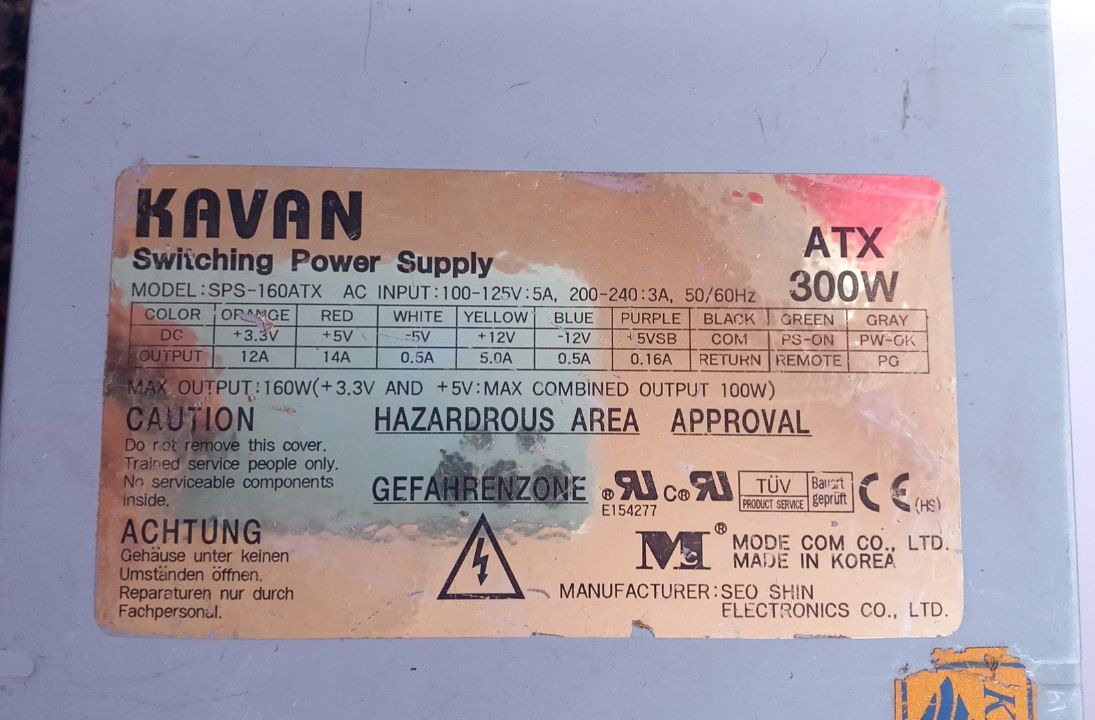 KAVAN
Switching Power Supply
ATX
300W
MODEL:SPS-160ATX AC INPUT:100-125V:5A, 200-240:3A, 50/60Hz
COLOR ORANGE RED WHITE YELLOW BLUE PURPLE BLACK GREEN GRAY
DC +3.3V +5V -5V +12V -12V +5VSB COM PS-ON PW-OK
OUTPUT 12A 14A 0.5A 5.0A 0.5A 0.16A RETURN REMOTE PG
MAX OUTPUT:160W(+3.3V AND +5V:MAX COMBINED OUTPUT 100W)
CAUTION
Do not remove this cover.
Trained service people only.
No serviceable components
inside.
HAZARDROUS AREA APPROVAL
GEFAHRENZONE
E154277
TÜV
PRODUCT SERVICE
Bauart
geprüft
CE (HS)
ACHTUNG
Gehäuse unter keinen
Umständen öffnen.
Reparaturen nur durch
Fachpersonal.
MODE COM CO., LTD.
MADE IN KOREA
MANUFACTURER:SEO SHIN
ELECTRONICS CO., LTD.